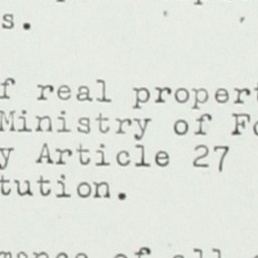 s.
f real propert
Ministry of Fo
y Article 27
tution.